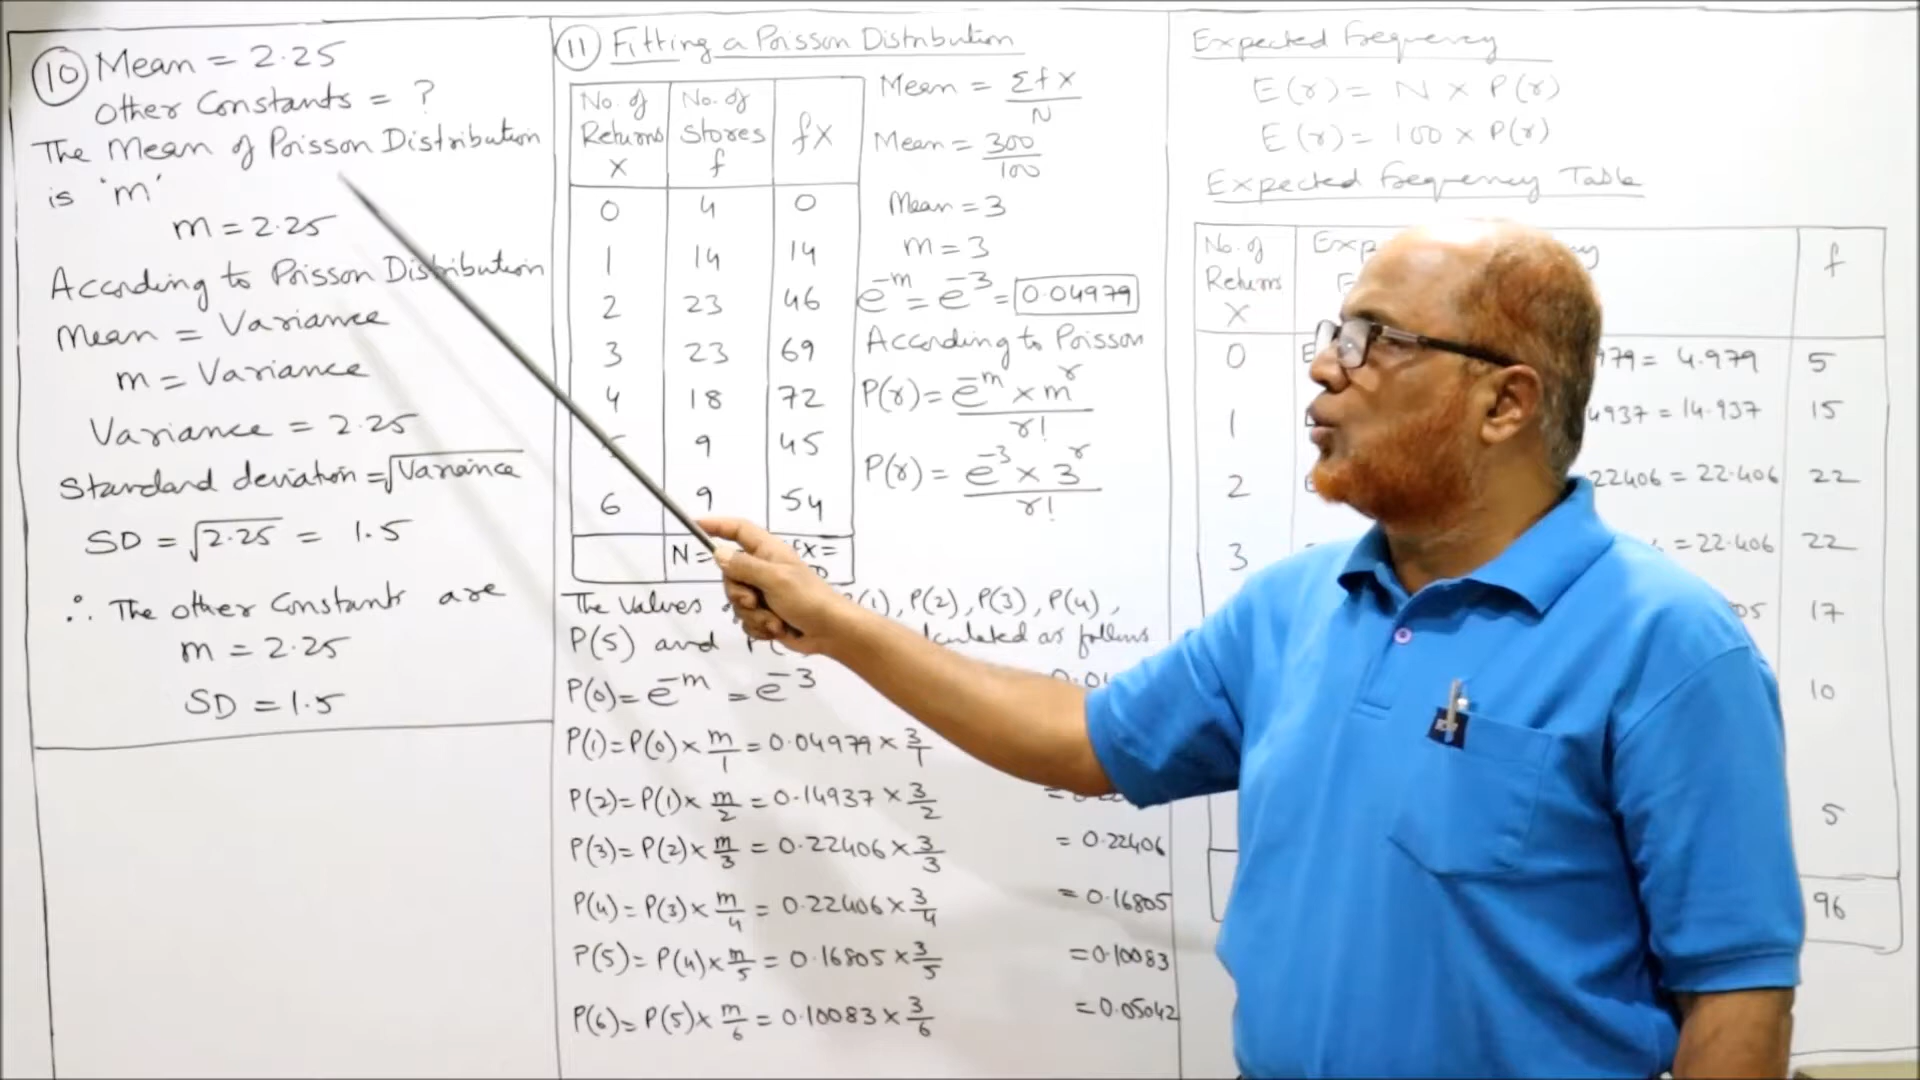 10 Mean = 2.25
Other Constants = ?
The Mean of Poisson Distribution
is 'm'
m = 2.25
According to Poisson Distribution
Mean = Variance
m = Variance
Variance = 2.25
Standard deviation = √Variance
SD = √2.25 = 1.5
∴ The other Constants are
m = 2.25
SD = 1.5
11 Fitting a Poisson Distribution
No. of Returns X | No. of Stores f | fX
0 4 0
1 14 14
2 23 46
3 23 69
4 18 72
9 45
6 9 54
N =
Mean = ΣfX/N
Mean = 300/100
Mean = 3
m = 3
e^-m = e^-3 = 0.04979
According to Poisson
P(r) = e^-m × m^r / r!
P(r) = e^-3 × 3^r / r!
The values P(1), P(2), P(3), P(4),
P(5) and as follows
P(0) = e^-m = e^-3
P(1) = P(0) × m/1 = 0.04979 × 3/1
P(2) = P(1) × m/2 = 0.14937 × 3/2
P(3) = P(2) × m/3 = 0.22406 × 3/3 = 0.22406
P(4) = P(3) × m/4 = 0.22406 × 3/4 = 0.16805
P(5) = P(4) × m/5 = 0.16805 × 3/5 = 0.10083
P(6) = P(5) × m/6 = 0.10083 × 3/6 = 0.05042
Expected Frequency
E(r) = N × P(r)
E(r) = 100 × P(r)
Expected Frequency Table
No. of Returns X | f
0 = 4.979 5
1 4937 = 14.937 15
2 22406 = 22.406 22
3 = 22.406 22
17
10
5
96